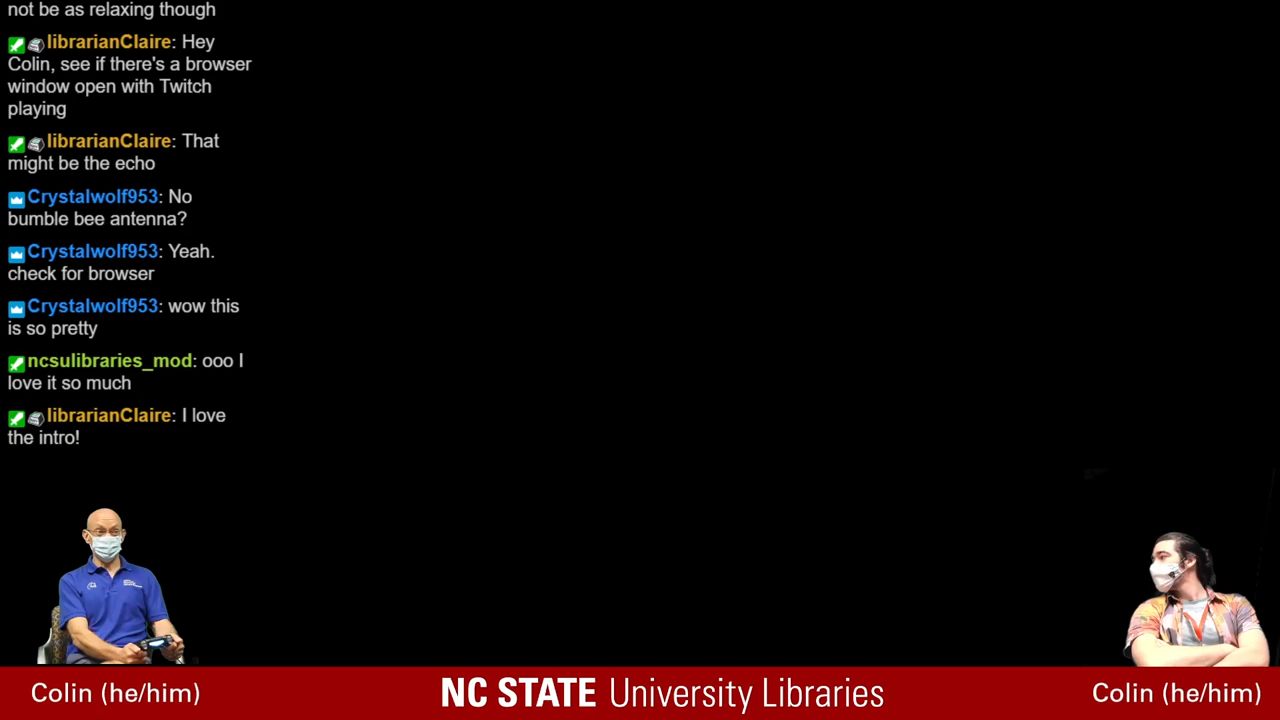 not be as relaxing though
librarianClaire: Hey
Colin, see if there's a browser
window open with Twitch
playing
librarianClaire: That
might be the echo
Crystalwolf953: No
bumble bee antenna?
Crystalwolf953: Yeah.
check for browser
Crystalwolf953: wow this
is so pretty
ncsulibraries_mod: ooo I
love it so much
librarianClaire: I love
the intro!
Colin (he/him)
NC STATE University Libraries
Colin (he/him)